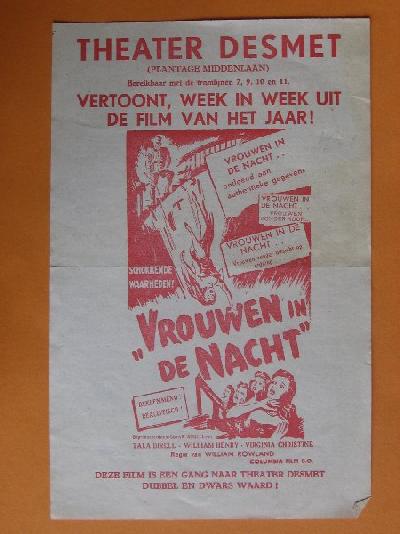 THEATER DESMET
(PLANTAGE MIDDENLAAN)
Bereikbaar met de tramlijnen 7, 9, 10 en 11.
VERTOONT, WEEK IN WEEK UIT
DE FILM VAN HET JAAR!
VROUWEN IN
DE NACHT..
ontleend aan
authentieke gegevens
VROUWEN IN
DE NACHT..
VROUWEN
VROUWEN IN DE
NACHT...
SCHOKKENDE
WAARHEDEN!
„VROUWEN IN
DE NACHT"
TALA BIRELL - WILLIAM HENRY - VIRGINIA CHRISTINE
Regie van WILLIAM ROWLAND
COLUMBIA FILM
DEZE FILM IS EEN GANG NAAR THEATER DESMET
DUBBEL EN DWARS WAARD!